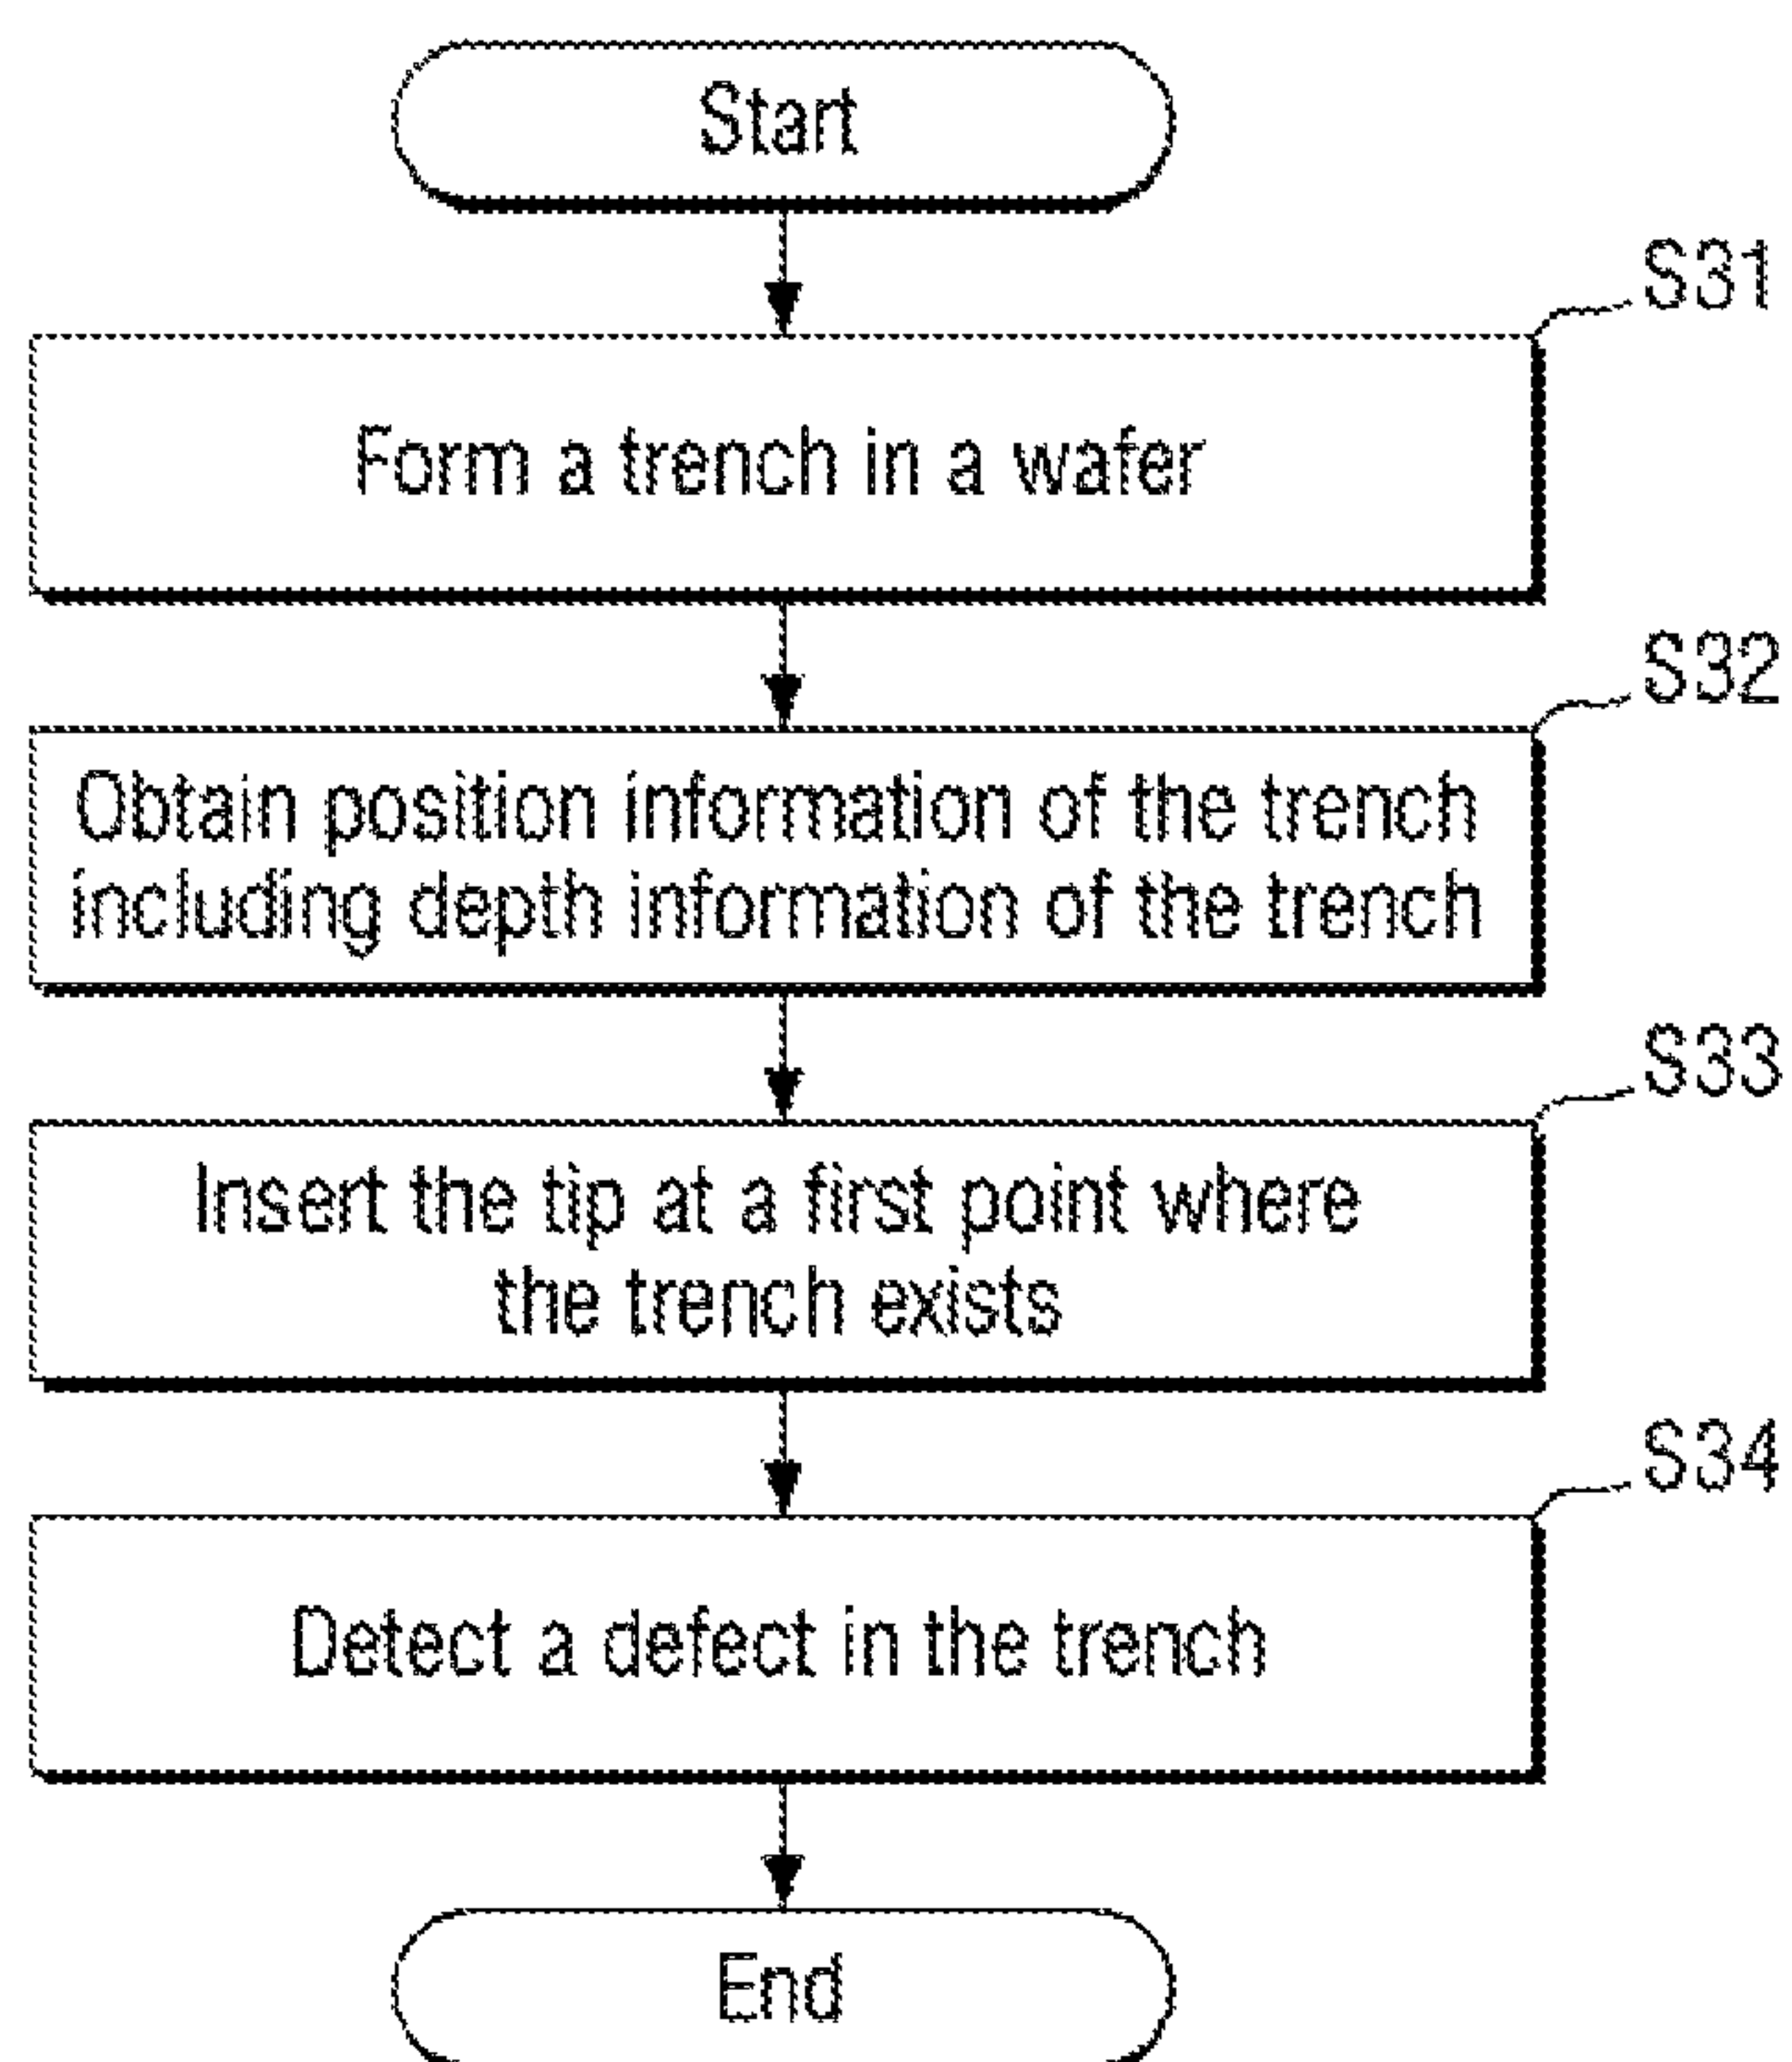 Start
S31
Form a trench in a wafer
S32
Obtain position information of the trench
including depth information of the trench
S33
Insert the tip at a first point where
the trench exists
S34
Detect a defect in the trench
End